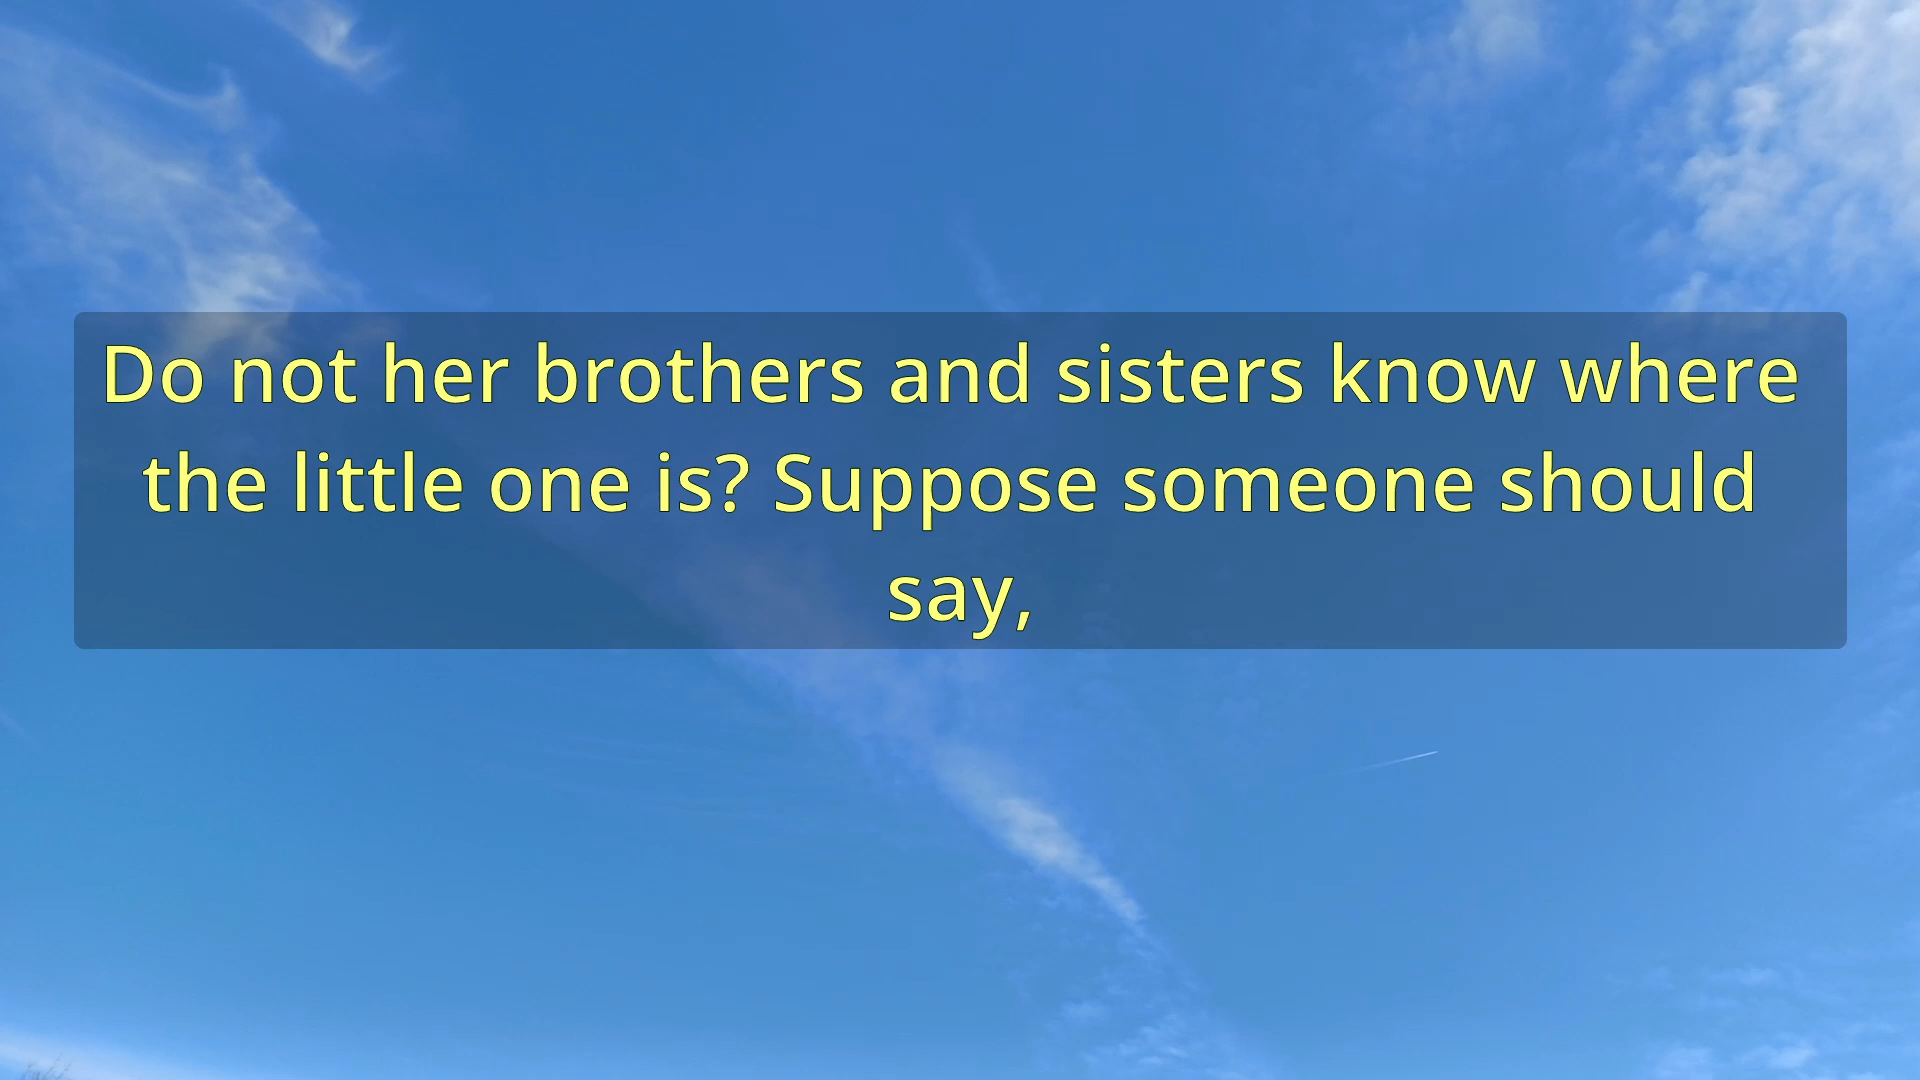 Do not her brothers and sisters know where
the little one is? Suppose someone should
say,